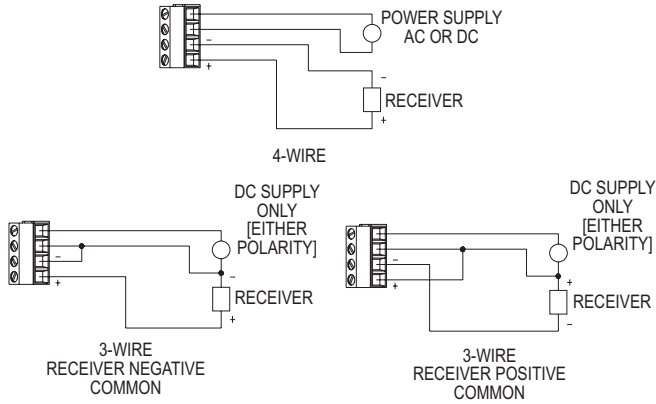 POWER SUPPLY
AC OR DC
-
+
-
RECEIVER
+
4-WIRE
DC SUPPLY
ONLY
[EITHER
POLARITY]
-
+
-
RECEIVER
+
3-WIRE
RECEIVER NEGATIVE
COMMON
DC SUPPLY
ONLY
[EITHER
POLARITY]
-
+
+
RECEIVER
-
3-WIRE
RECEIVER POSITIVE
COMMON